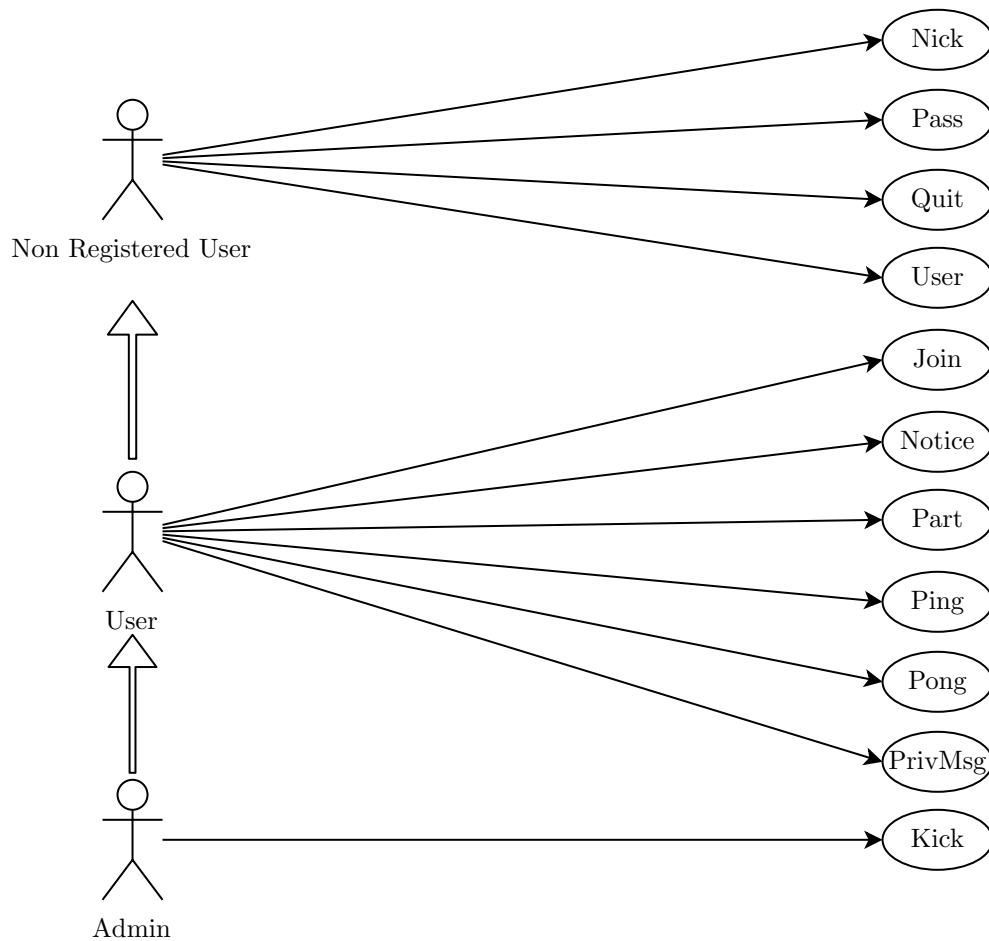 Nick
Pass
Quit
Non Registered User
User
Join
Notice
Part
Ping
User
Pong
PrivMsg
Kick
Admin